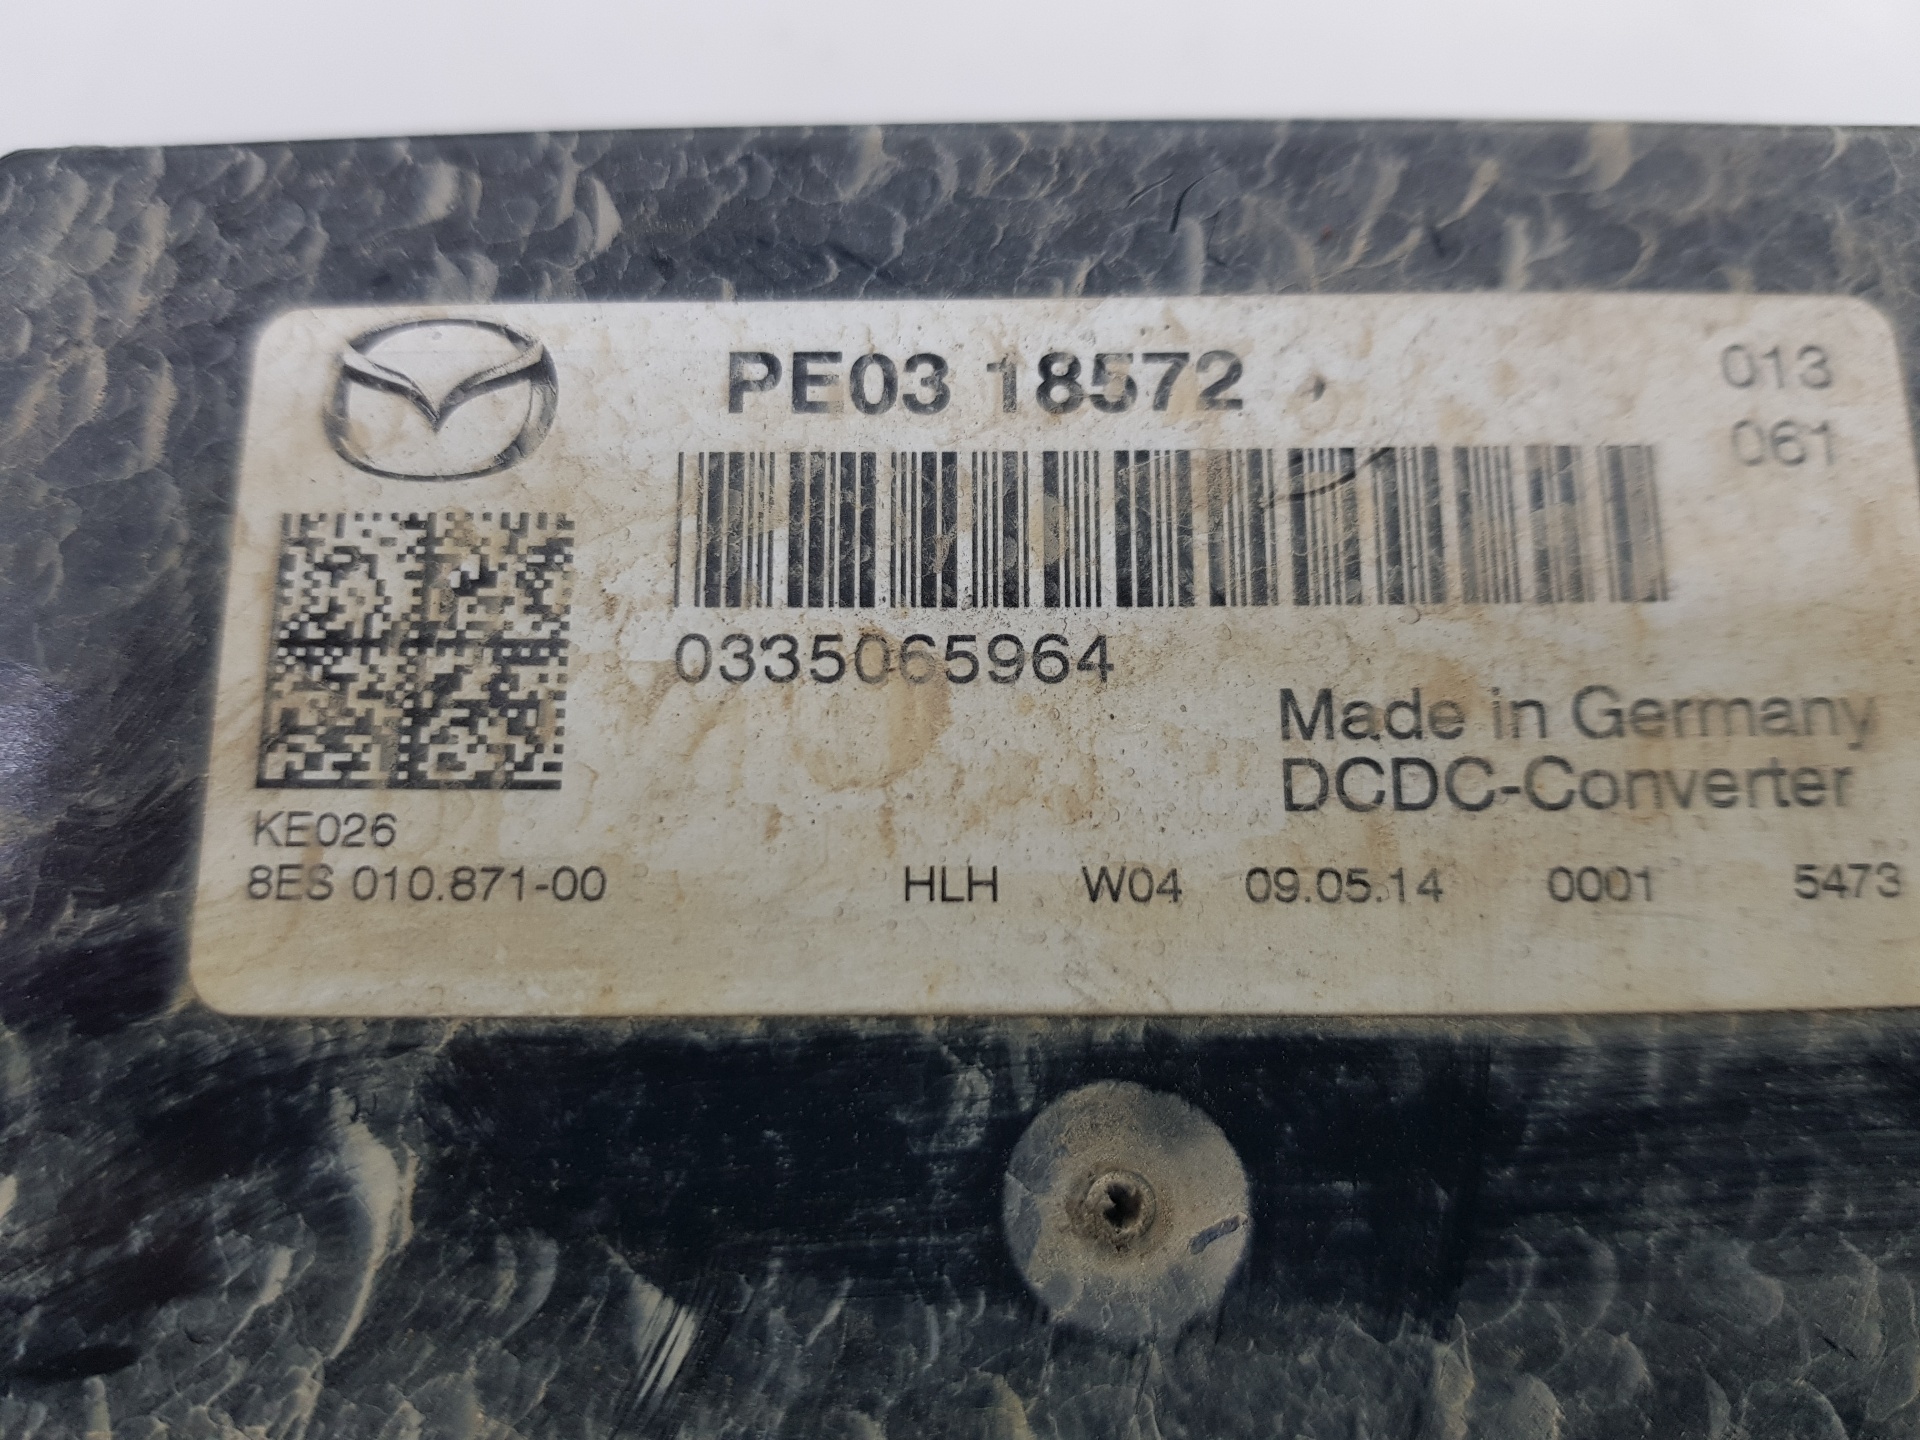 PE03 18572
013
061
0335065964
Made in Germany
DCDC-Converter
KE026
8ES 010.871-00 HLH W04 09.05.14 0001 5473